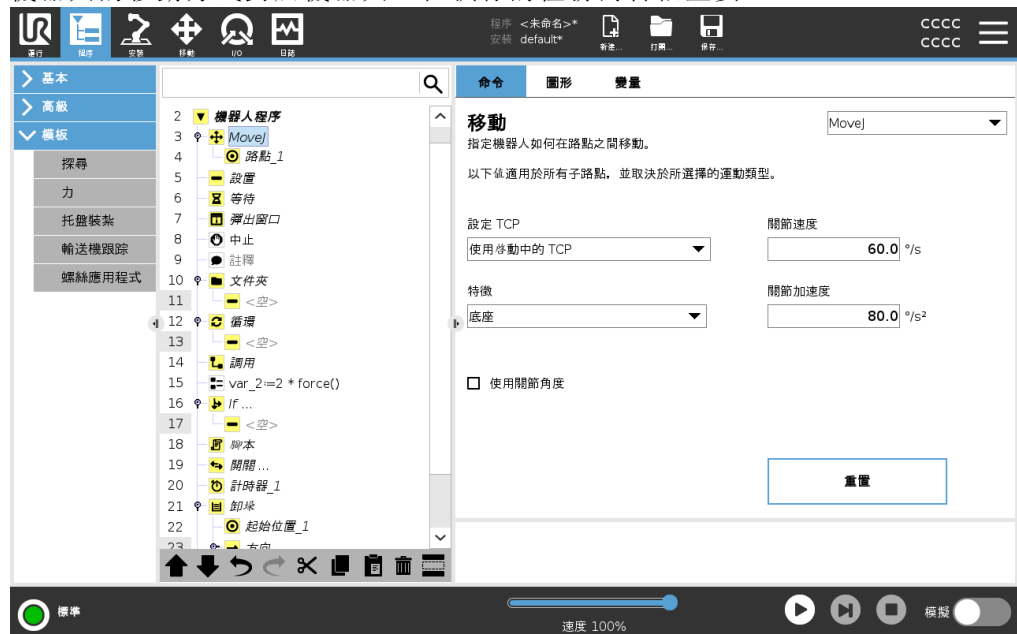 運行
程序
安裝
移動
I/O
日誌
程序 <未命名>*
安裝 default*
新建...
打開...
保存...
cccc
cccc
基本
高級
模板
探尋
力
托盤裝紮
輸送機跟踪
螺絲應用程式
2 機器人程序
3 MoveJ
4 路點_1
5 設置
6 等待
7 彈出窗口
8 中止
9 註釋
10 文件夾
11 <空>
12 循環
13 <空>
14 調用
15 var_2:=2 * force()
16 If ...
17 <空>
18 腳本
19 開關 ...
20 計時器_1
21 卸垛
22 起始位置_1
23 方向
命令
圖形
變量
移動
MoveJ
指定機器人如何在路點之間移動。
以下值適用於所有子路點，並取決於所選擇的運動類型。
設定 TCP
使用啓動中的 TCP
關節速度
60.0 °/s
特徵
底座
關節加速度
80.0 °/s²
使用關節角度
重置
標準
速度 100%
模擬